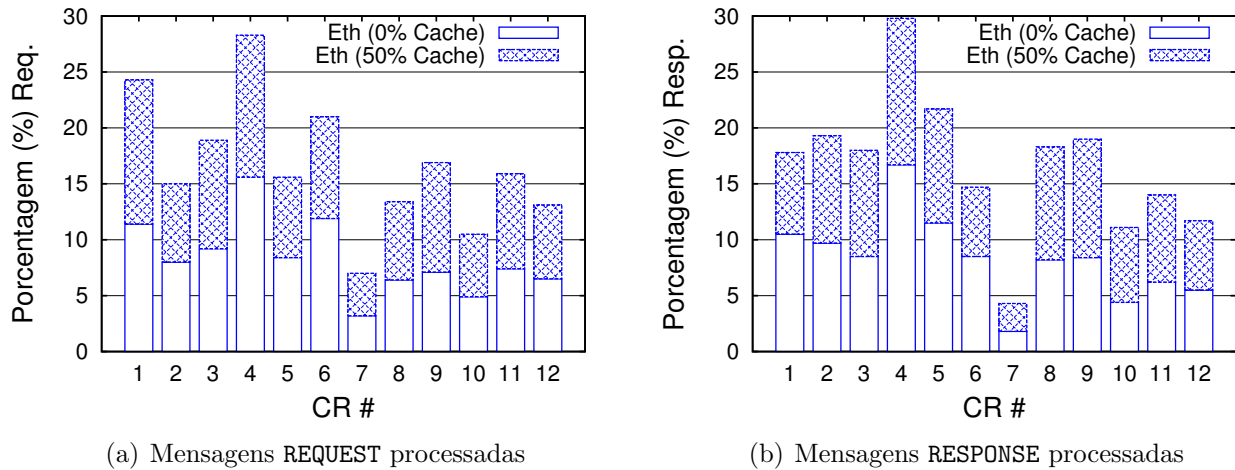 Porcentagem (%) Req.
30
25
20
15
10
5
0
Eth (0% Cache)
Eth (50% Cache)
1 2 3 4 5 6 7 8 9 10 11 12
CR #
(a) Mensagens REQUEST processadas
Porcentagem (%) Resp.
30
25
20
15
10
5
0
Eth (0% Cache)
Eth (50% Cache)
1 2 3 4 5 6 7 8 9 10 11 12
CR #
(b) Mensagens RESPONSE processadas